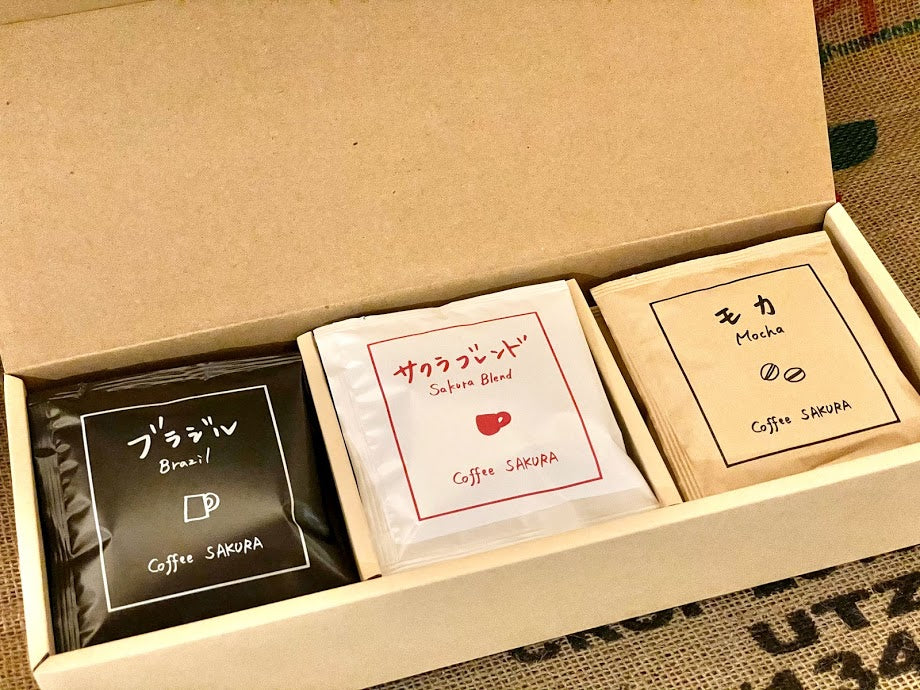 ブラジル
Brazil
Coffee SAKURA
サクラブレンド
Sakura Blend
Coffee SAKURA
モカ
Mocha
Coffee SAKURA
UTZ